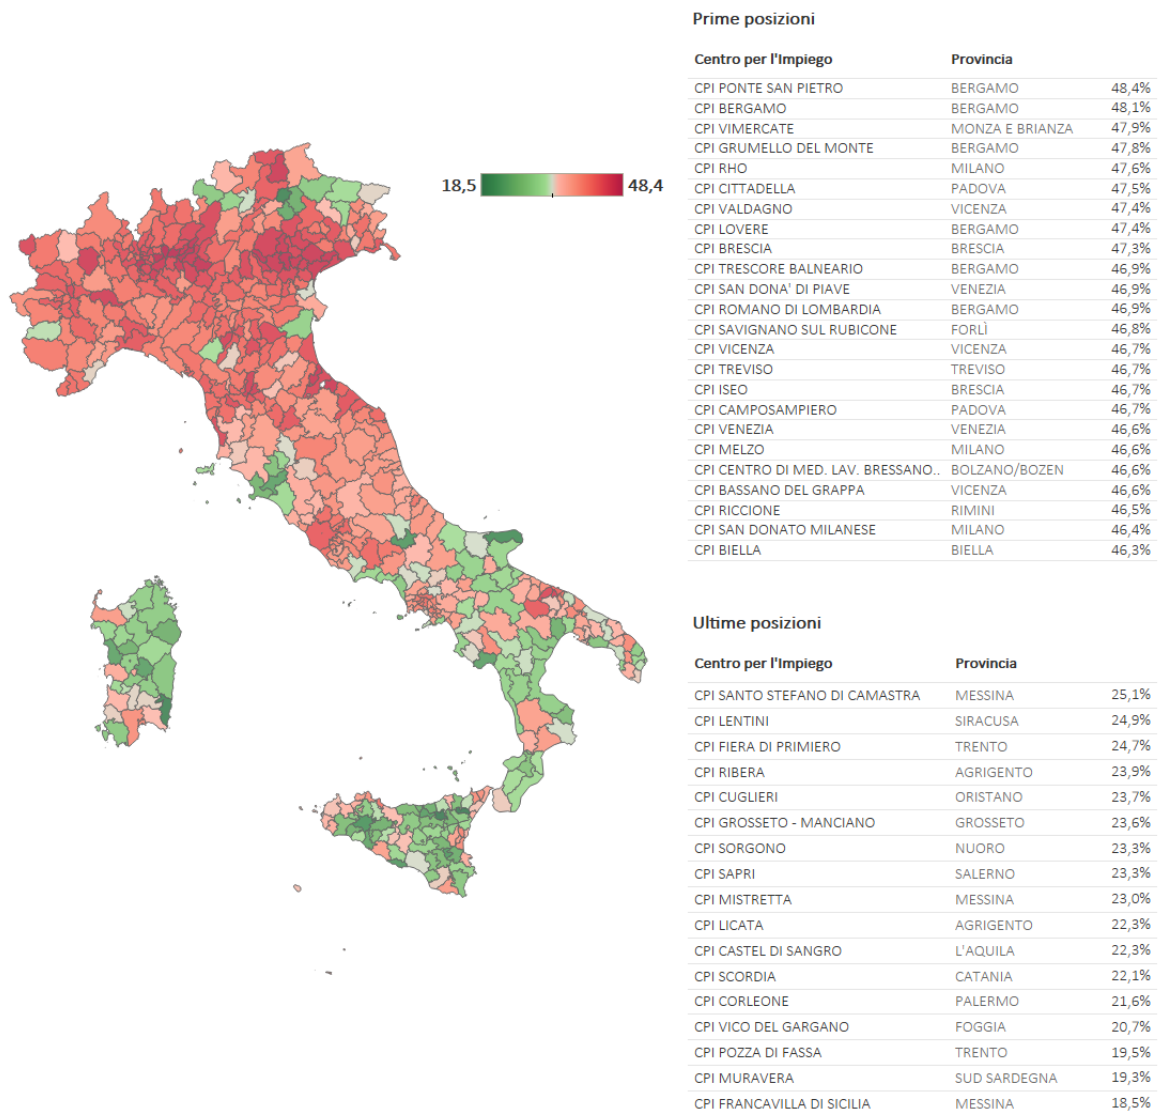 Prime posizioni
Centro per l'Impiego Provincia
CPI PONTE SAN PIETRO BERGAMO 48,4%
CPI BERGAMO BERGAMO 48,1%
CPI VIMERCATE MONZA E BRIANZA 47,9%
CPI GRUMELLO DEL MONTE BERGAMO 47,8%
CPI RHO MILANO 47,6%
CPI CITTADELLA PADOVA 47,5%
CPI VALDAGNO VICENZA 47,4%
CPI LOVERE BERGAMO 47,4%
CPI BRESCIA BRESCIA 47,3%
CPI TRESCORE BALNEARIO BERGAMO 46,9%
CPI SAN DONA' DI PIAVE VENEZIA 46,9%
CPI ROMANO DI LOMBARDIA BERGAMO 46,9%
CPI SAVIGNANO SUL RUBICONE FORLÌ 46,8%
CPI VICENZA VICENZA 46,7%
CPI TREVISO TREVISO 46,7%
CPI ISEO BRESCIA 46,7%
CPI CAMPOSAMPIERO PADOVA 46,7%
CPI VENEZIA VENEZIA 46,6%
CPI MELZO MILANO 46,6%
CPI CENTRO DI MED. LAV. BRESSANO.. BOLZANO/BOZEN 46,6%
CPI BASSANO DEL GRAPPA VICENZA 46,6%
CPI RICCIONE RIMINI 46,5%
CPI SAN DONATO MILANESE MILANO 46,4%
CPI BIELLA BIELLA 46,3%
18,5 48,4
Ultime posizioni
Centro per l'Impiego Provincia
CPI SANTO STEFANO DI CAMASTRA MESSINA 25,1%
CPI LENTINI SIRACUSA 24,9%
CPI FIERA DI PRIMIERO TRENTO 24,7%
CPI RIBERA AGRIGENTO 23,9%
CPI CUGLIERI ORISTANO 23,7%
CPI GROSSETO - MANCIANO GROSSETO 23,6%
CPI SORGONO NUORO 23,3%
CPI SAPRI SALERNO 23,3%
CPI MISTRETTA MESSINA 23,0%
CPI LICATA AGRIGENTO 22,3%
CPI CASTEL DI SANGRO L'AQUILA 22,3%
CPI SCORDIA CATANIA 22,1%
CPI CORLEONE PALERMO 21,6%
CPI VICO DEL GARGANO FOGGIA 20,7%
CPI POZZA DI FASSA TRENTO 19,5%
CPI MURAVERA SUD SARDEGNA 19,3%
CPI FRANCAVILLA DI SICILIA MESSINA 18,5%